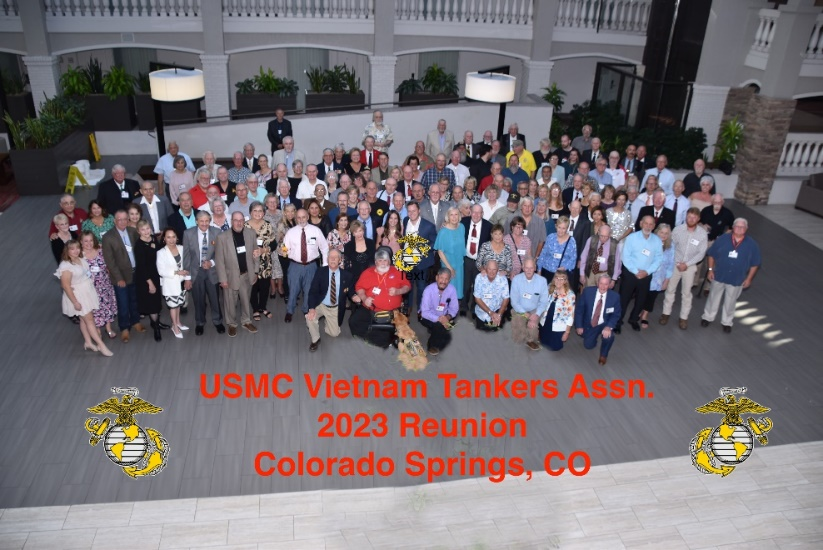 USMC Vietnam Tankers Assn.
2023 Reunion
Colorado Springs, CO